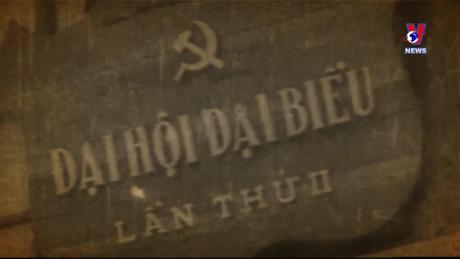 V
NEWS
ĐẠI HỘI ĐẠI BIỂU
LẦN THỨ II